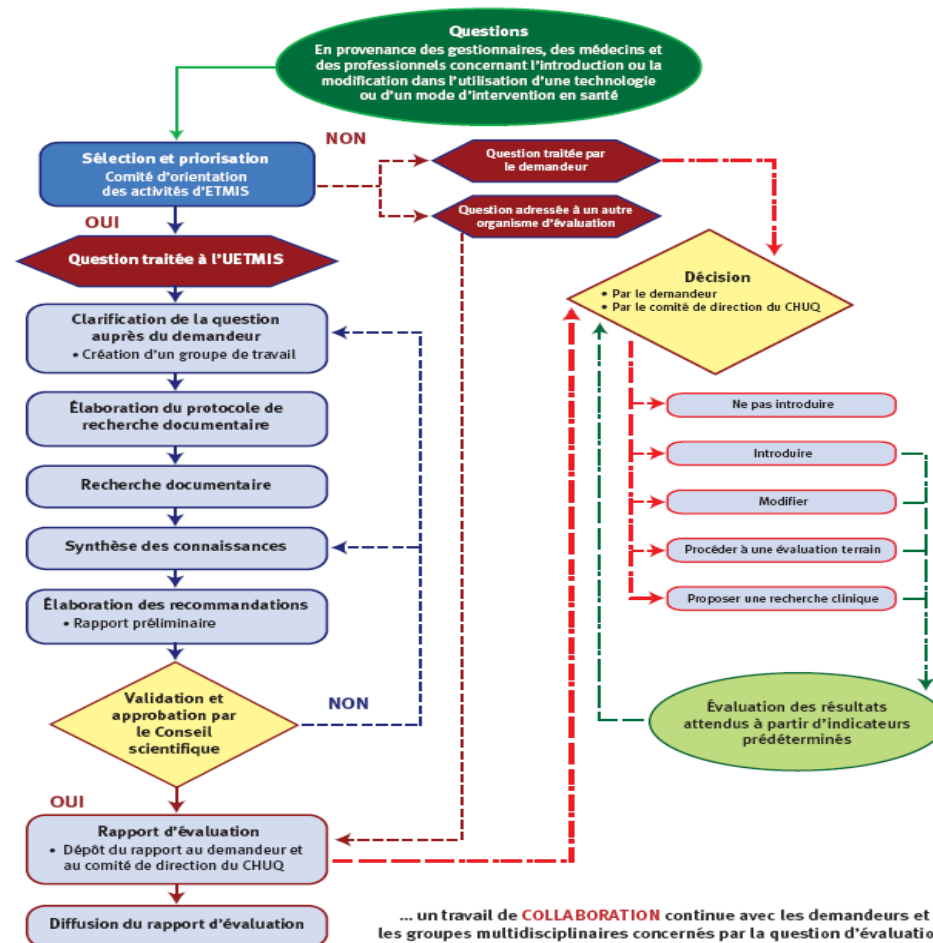 Questions
En provenance des gestionnaires, des médecins et
des professionnels concernant l'introduction ou la
modification dans l'utilisation d'une technologie
ou d'un mode d'intervention en santé
NON
Sélection et priorisation
Comité d'orientation
des activités d'ETMIS
Question traitée par
le demandeur
Question adressée à un autre
organisme d'évaluation
OUI
Question traitée à l'UETMIS
Décision
• Par le demandeur
• Par le comité de direction du CHUQ
Clarification de la question
auprès du demandeur
• Création d'un groupe de travail
Élaboration du protocole de
recherche documentaire
Recherche documentaire
Synthèse des connaissances
Élaboration des recommandations
• Rapport préliminaire
Ne pas introduire
Introduire
Modifier
Procéder à une évaluation terrain
Proposer une recherche clinique
Validation et
approbation par
le Conseil
scientifique
NON
Évaluation des résultats
attendus à partir d'indicateurs
prédéterminés
OUI
Rapport d'évaluation
• Dépôt du rapport au demandeur et
au comité de direction du CHUQ
Diffusion du rapport d'évaluation
... un travail de COLLABORATION continue avec les demandeurs et
les groupes multidisciplinaires concernés par la question d'évaluatio